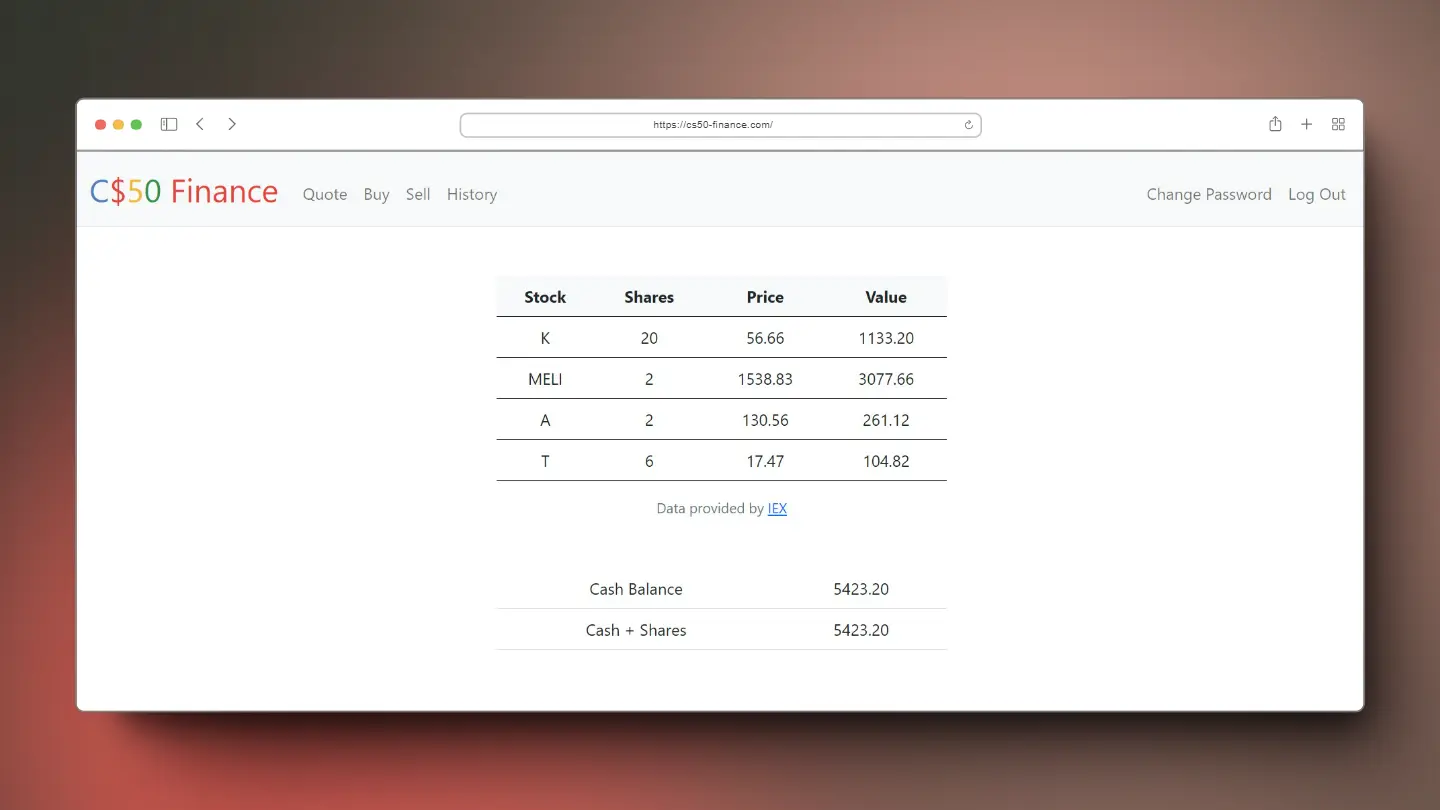 https://cs50-finance.com/
C$50 Finance Quote Buy Sell History Change Password Log Out
Stock Shares Price Value
K 20 56.66 1133.20
MELI 2 1538.83 3077.66
A 2 130.56 261.12
T 6 17.47 104.82
Data provided by IEX
Cash Balance 5423.20
Cash + Shares 5423.20